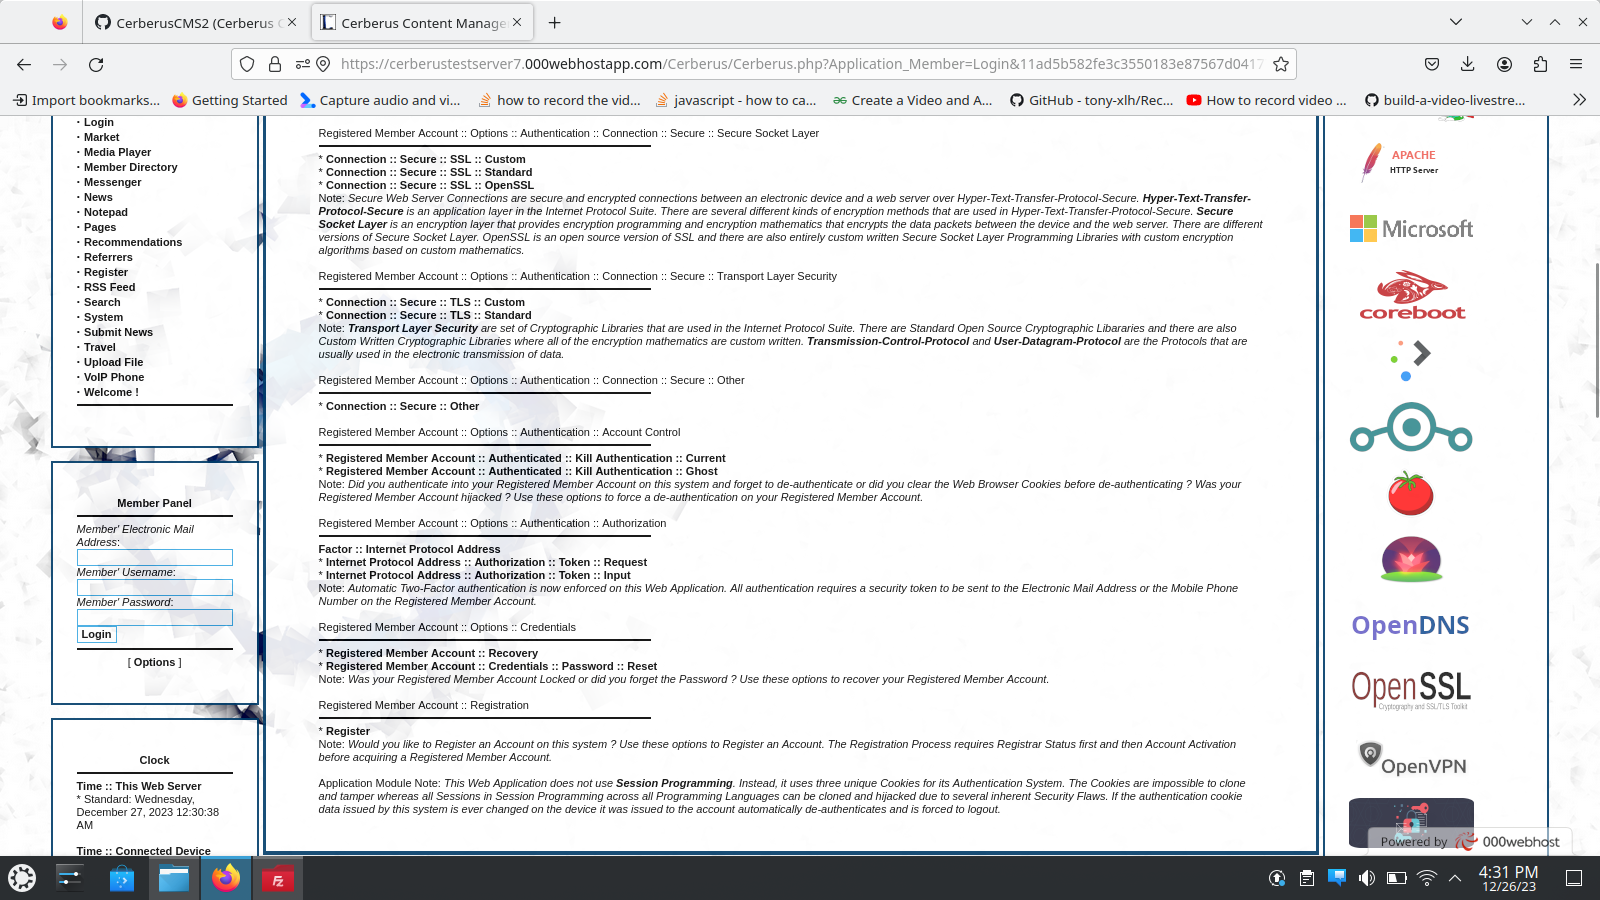 CerberusCMS2 (Cerberus C
Cerberus Content Manage
https://cerberustestserver7.000webhostapp.com/Cerberus/Cerberus.php?Application_Member=Login&11ad5b582fe3c3550183e87567d0417
Import bookmarks...
Getting Started
Capture audio and vi...
how to record the vid...
javascript - how to ca...
Create a Video and A...
GitHub - tony-xlh/Rec...
How to record video ...
build-a-video-livestre...
· Login
· Market
· Media Player
· Member Directory
· Messenger
· News
· Notepad
· Pages
· Recommendations
· Referrers
· Register
· RSS Feed
· Search
· System
· Submit News
· Travel
· Upload File
· VoIP Phone
· Welcome !
Member Panel
Member' Electronic Mail
Address:
Member' Username:
Member' Password:
Login
[ Options ]
Clock
Time :: This Web Server
* Standard: Wednesday,
December 27, 2023 12:30:38
AM
Time :: Connected Device
Registered Member Account :: Options :: Authentication :: Connection :: Secure :: Secure Socket Layer
* Connection :: Secure :: SSL :: Custom
* Connection :: Secure :: SSL :: Standard
* Connection :: Secure :: SSL :: OpenSSL
Note: Secure Web Server Connections are secure and encrypted connections between an electronic device and a web server over Hyper-Text-Transfer-Protocol-Secure. Hyper-Text-Transfer-
Protocol-Secure is an application layer in the Internet Protocol Suite. There are several different kinds of encryption methods that are used in Hyper-Text-Transfer-Protocol-Secure. Secure
Socket Layer is an encryption layer that provides encryption programming and encryption mathematics that encrypts the data packets between the device and the web server. There are different
versions of Secure Socket Layer. OpenSSL is an open source version of SSL and there are also entirely custom written Secure Socket Layer Programming Libraries with custom encryption
algorithms based on custom mathematics.
Registered Member Account :: Options :: Authentication :: Connection :: Secure :: Transport Layer Security
* Connection :: Secure :: TLS :: Custom
* Connection :: Secure :: TLS :: Standard
Note: Transport Layer Security are set of Cryptographic Libraries that are used in the Internet Protocol Suite. There are Standard Open Source Cryptographic Libararies and there are also
Custom Written Cryptographic Libraries where all of the encryption mathematics are custom written. Transmission-Control-Protocol and User-Datagram-Protocol are the Protocols that are
usually used in the electronic transmission of data.
Registered Member Account :: Options :: Authentication :: Connection :: Secure :: Other
* Connection :: Secure :: Other
Registered Member Account :: Options :: Authentication :: Account Control
* Registered Member Account :: Authenticated :: Kill Authentication :: Current
* Registered Member Account :: Authenticated :: Kill Authentication :: Ghost
Note: Did you authenticate into your Registered Member Account on this system and forget to de-authenticate or did you clear the Web Browser Cookies before de-authenticating ? Was your
Registered Member Account hijacked ? Use these options to force a de-authentication on your Registered Member Account.
Registered Member Account :: Options :: Authentication :: Authorization
Factor :: Internet Protocol Address
* Internet Protocol Address :: Authorization :: Token :: Request
* Internet Protocol Address :: Authorization :: Token :: Input
Note: Automatic Two-Factor authentication is now enforced on this Web Application. All authentication requires a security token to be sent to the Electronic Mail Address or the Mobile Phone
Number on the Registered Member Account.
Registered Member Account :: Options :: Credentials
* Registered Member Account :: Recovery
* Registered Member Account :: Credentials :: Password :: Reset
Note: Was your Registered Member Account Locked or did you forget the Password ? Use these options to recover your Registered Member Account.
Registered Member Account :: Registration
* Register
Note: Would you like to Register an Account on this system ? Use these options to Register an Account. The Registration Process requires Registrar Status first and then Account Activation
before acquiring a Registered Member Account.
Application Module Note: This Web Application does not use Session Programming. Instead, it uses three unique Cookies for its Authentication System. The Cookies are impossible to clone
and tamper whereas all Sessions in Session Programming across all Programming Languages can be cloned and hijacked due to several inherent Security Flaws. If the authentication cookie
data issued by this system is ever changed on the device it was issued to the account automatically de-authenticates and is forced to logout.
APACHE
HTTP Server
Microsoft
coreboot
OpenDNS
OpenSSL
Cryptography and SSL/TLS Toolkit
OpenVPN
Powered by 000webhost
4:31 PM
12/26/23